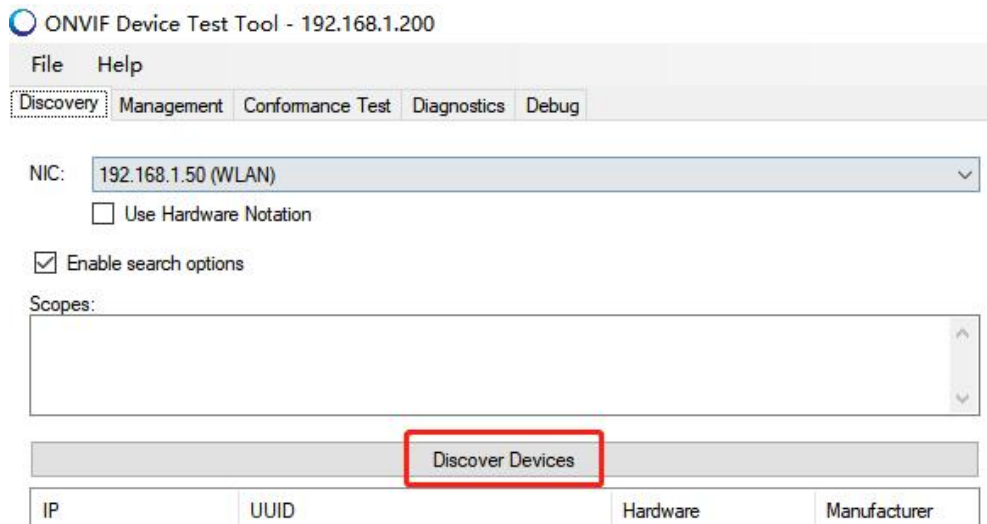 ONVIF Device Test Tool - 192.168.1.200
File Help
Discovery Management Conformance Test Diagnostics Debug
NIC: 192.168.1.50 (WLAN)
Use Hardware Notation
Enable search options
Scopes:
Discover Devices
IP UUID Hardware Manufacturer